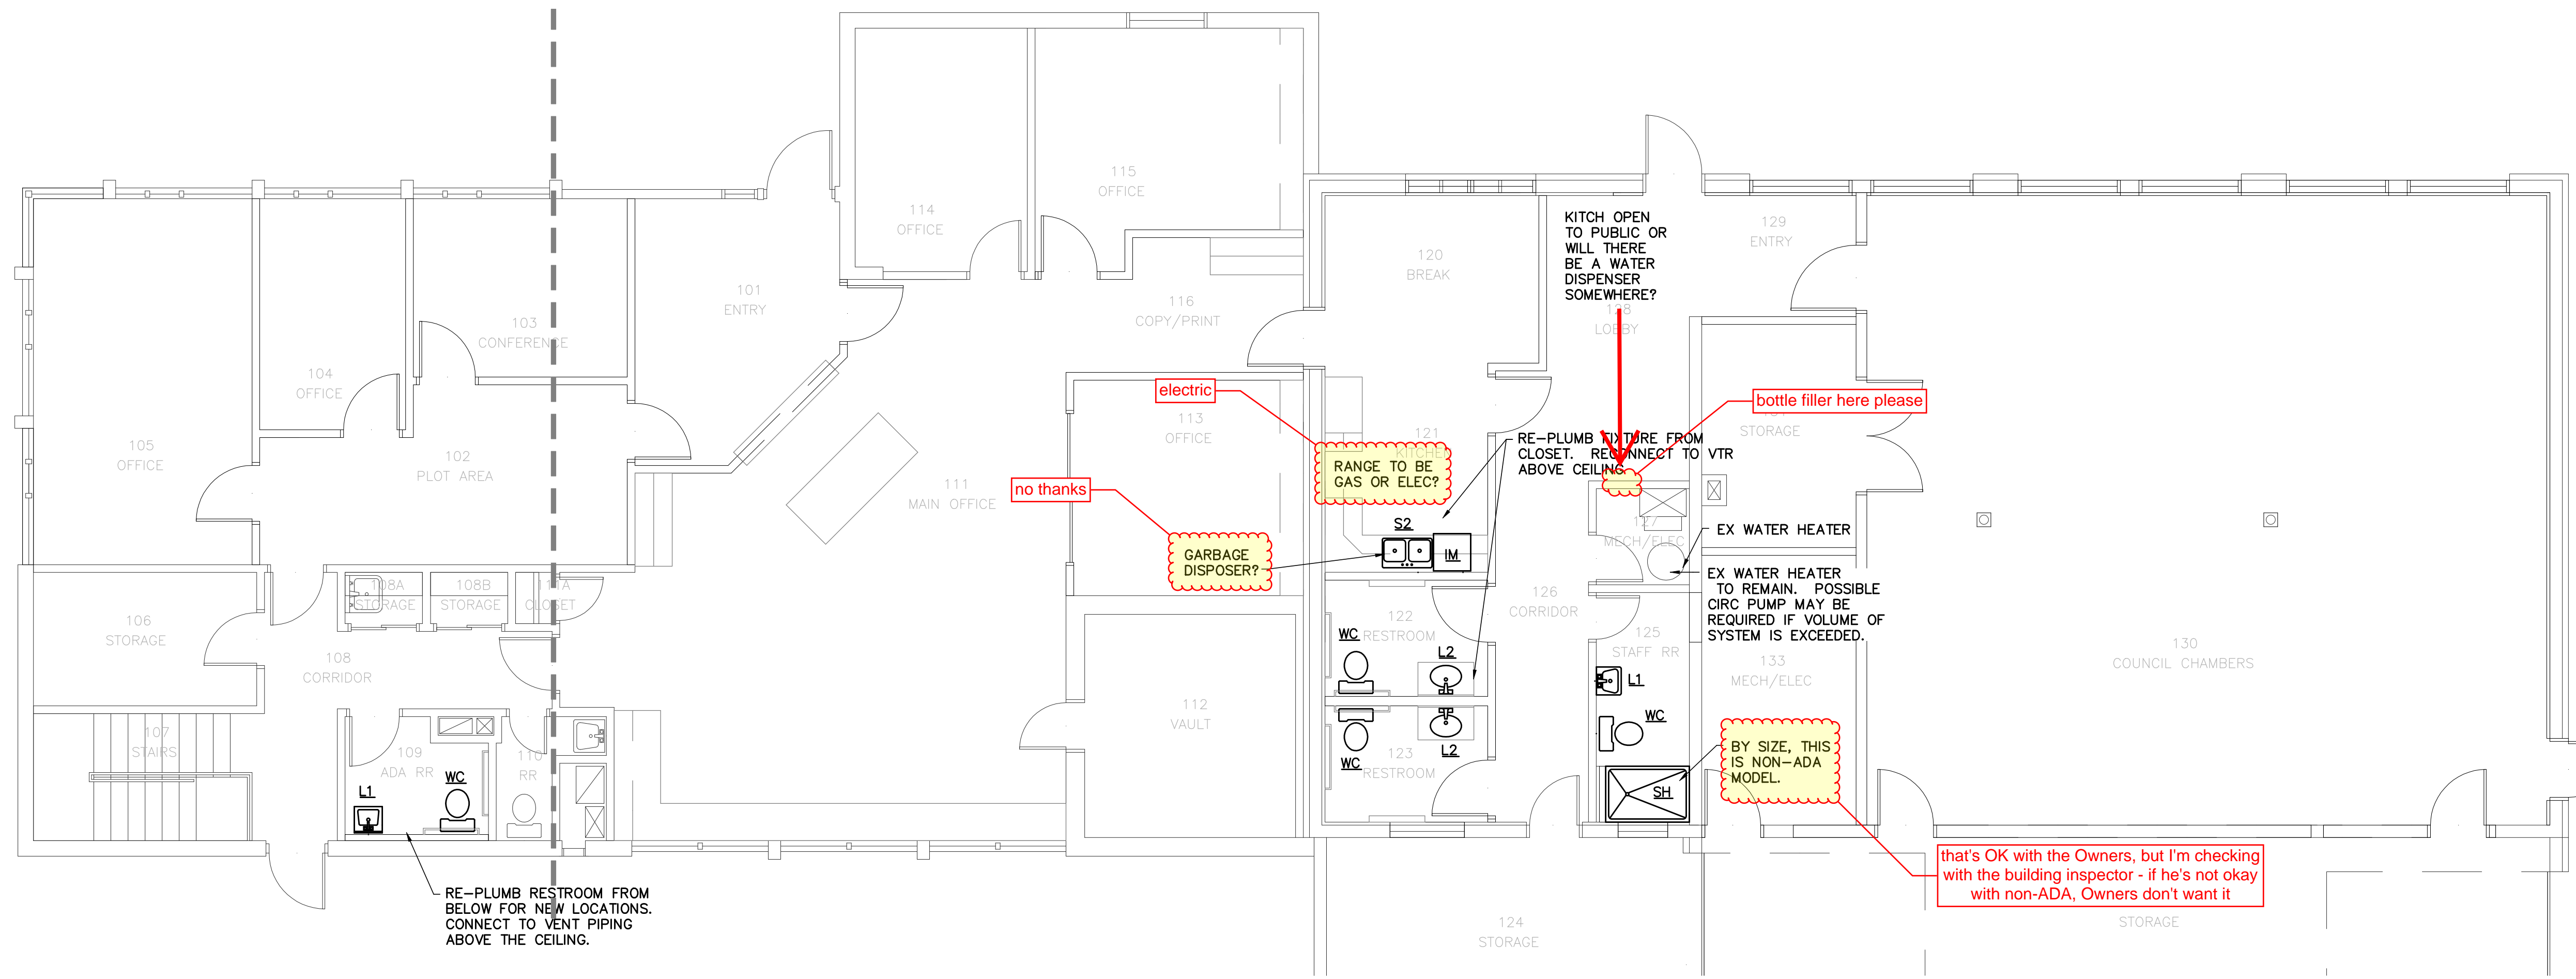 114
OFFICE
115
OFFICE
KITCH OPEN
TO PUBLIC OR
WILL THERE
BE A WATER
DISPENSER
SOMEWHERE?
129
ENTRY
120
BREAK
101
ENTRY
116
COPY/PRINT
128
LOBBY
103
CONFERENCE
104
OFFICE
electric
bottle filler here please
113
OFFICE
STORAGE
105
OFFICE
102
PLOT AREA
121
KITCHEN
RANGE TO BE
GAS OR ELEC?
RE-PLUMB FIXTURE FROM
CLOSET. RECONNECT TO VTR
ABOVE CEILING
no thanks
111
MAIN OFFICE
S2
IM
127
MECH/ELEC
EX WATER HEATER
GARBAGE
DISPOSER?
EX WATER HEATER
TO REMAIN. POSSIBLE
CIRC PUMP MAY BE
REQUIRED IF VOLUME OF
SYSTEM IS EXCEEDED.
108A
STORAGE
108B
STORAGE
111A
CLOSET
126
CORRIDOR
106
STORAGE
122
RESTROOM
WC
L2
125
STAFF RR
L1
WC
133
MECH/ELEC
130
COUNCIL CHAMBERS
108
CORRIDOR
112
VAULT
107
STAIRS
109
ADA RR
WC
L1
110
RR
123
RESTROOM
WC
L2
SH
BY SIZE, THIS
IS NON-ADA
MODEL.
that's OK with the Owners, but I'm checking
with the building inspector - if he's not okay
with non-ADA, Owners don't want it
RE-PLUMB RESTROOM FROM
BELOW FOR NEW LOCATIONS.
CONNECT TO VENT PIPING
ABOVE THE CEILING.
124
STORAGE
STORAGE